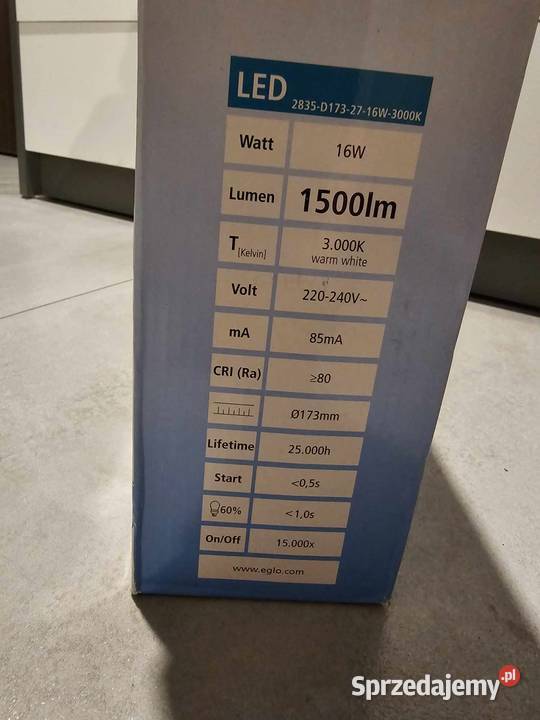 LED
2835-D173-27-16W-3000K
Watt 16W
Lumen 1500lm
T[Kelvin] 3.000K
warm white
Volt 220-240V~
mA 85mA
CRI (Ra) ≥80
Ø173mm
Lifetime 25.000h
Start <0,5s
60% <1,0s
On/Off 15.000x
www.eglo.com
Sprzedajemy.pl